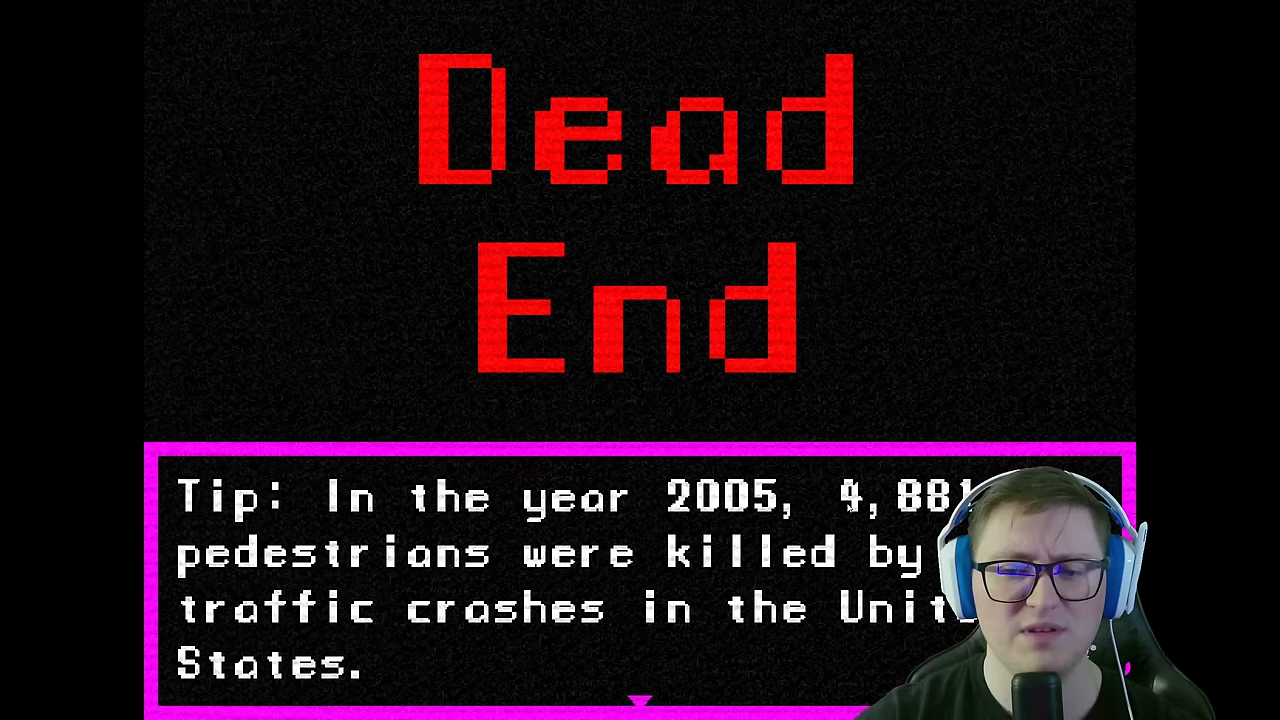 Dead
End
Tip: In the year 2005, 4,881
pedestrians were killed by
traffic crashes in the
States.